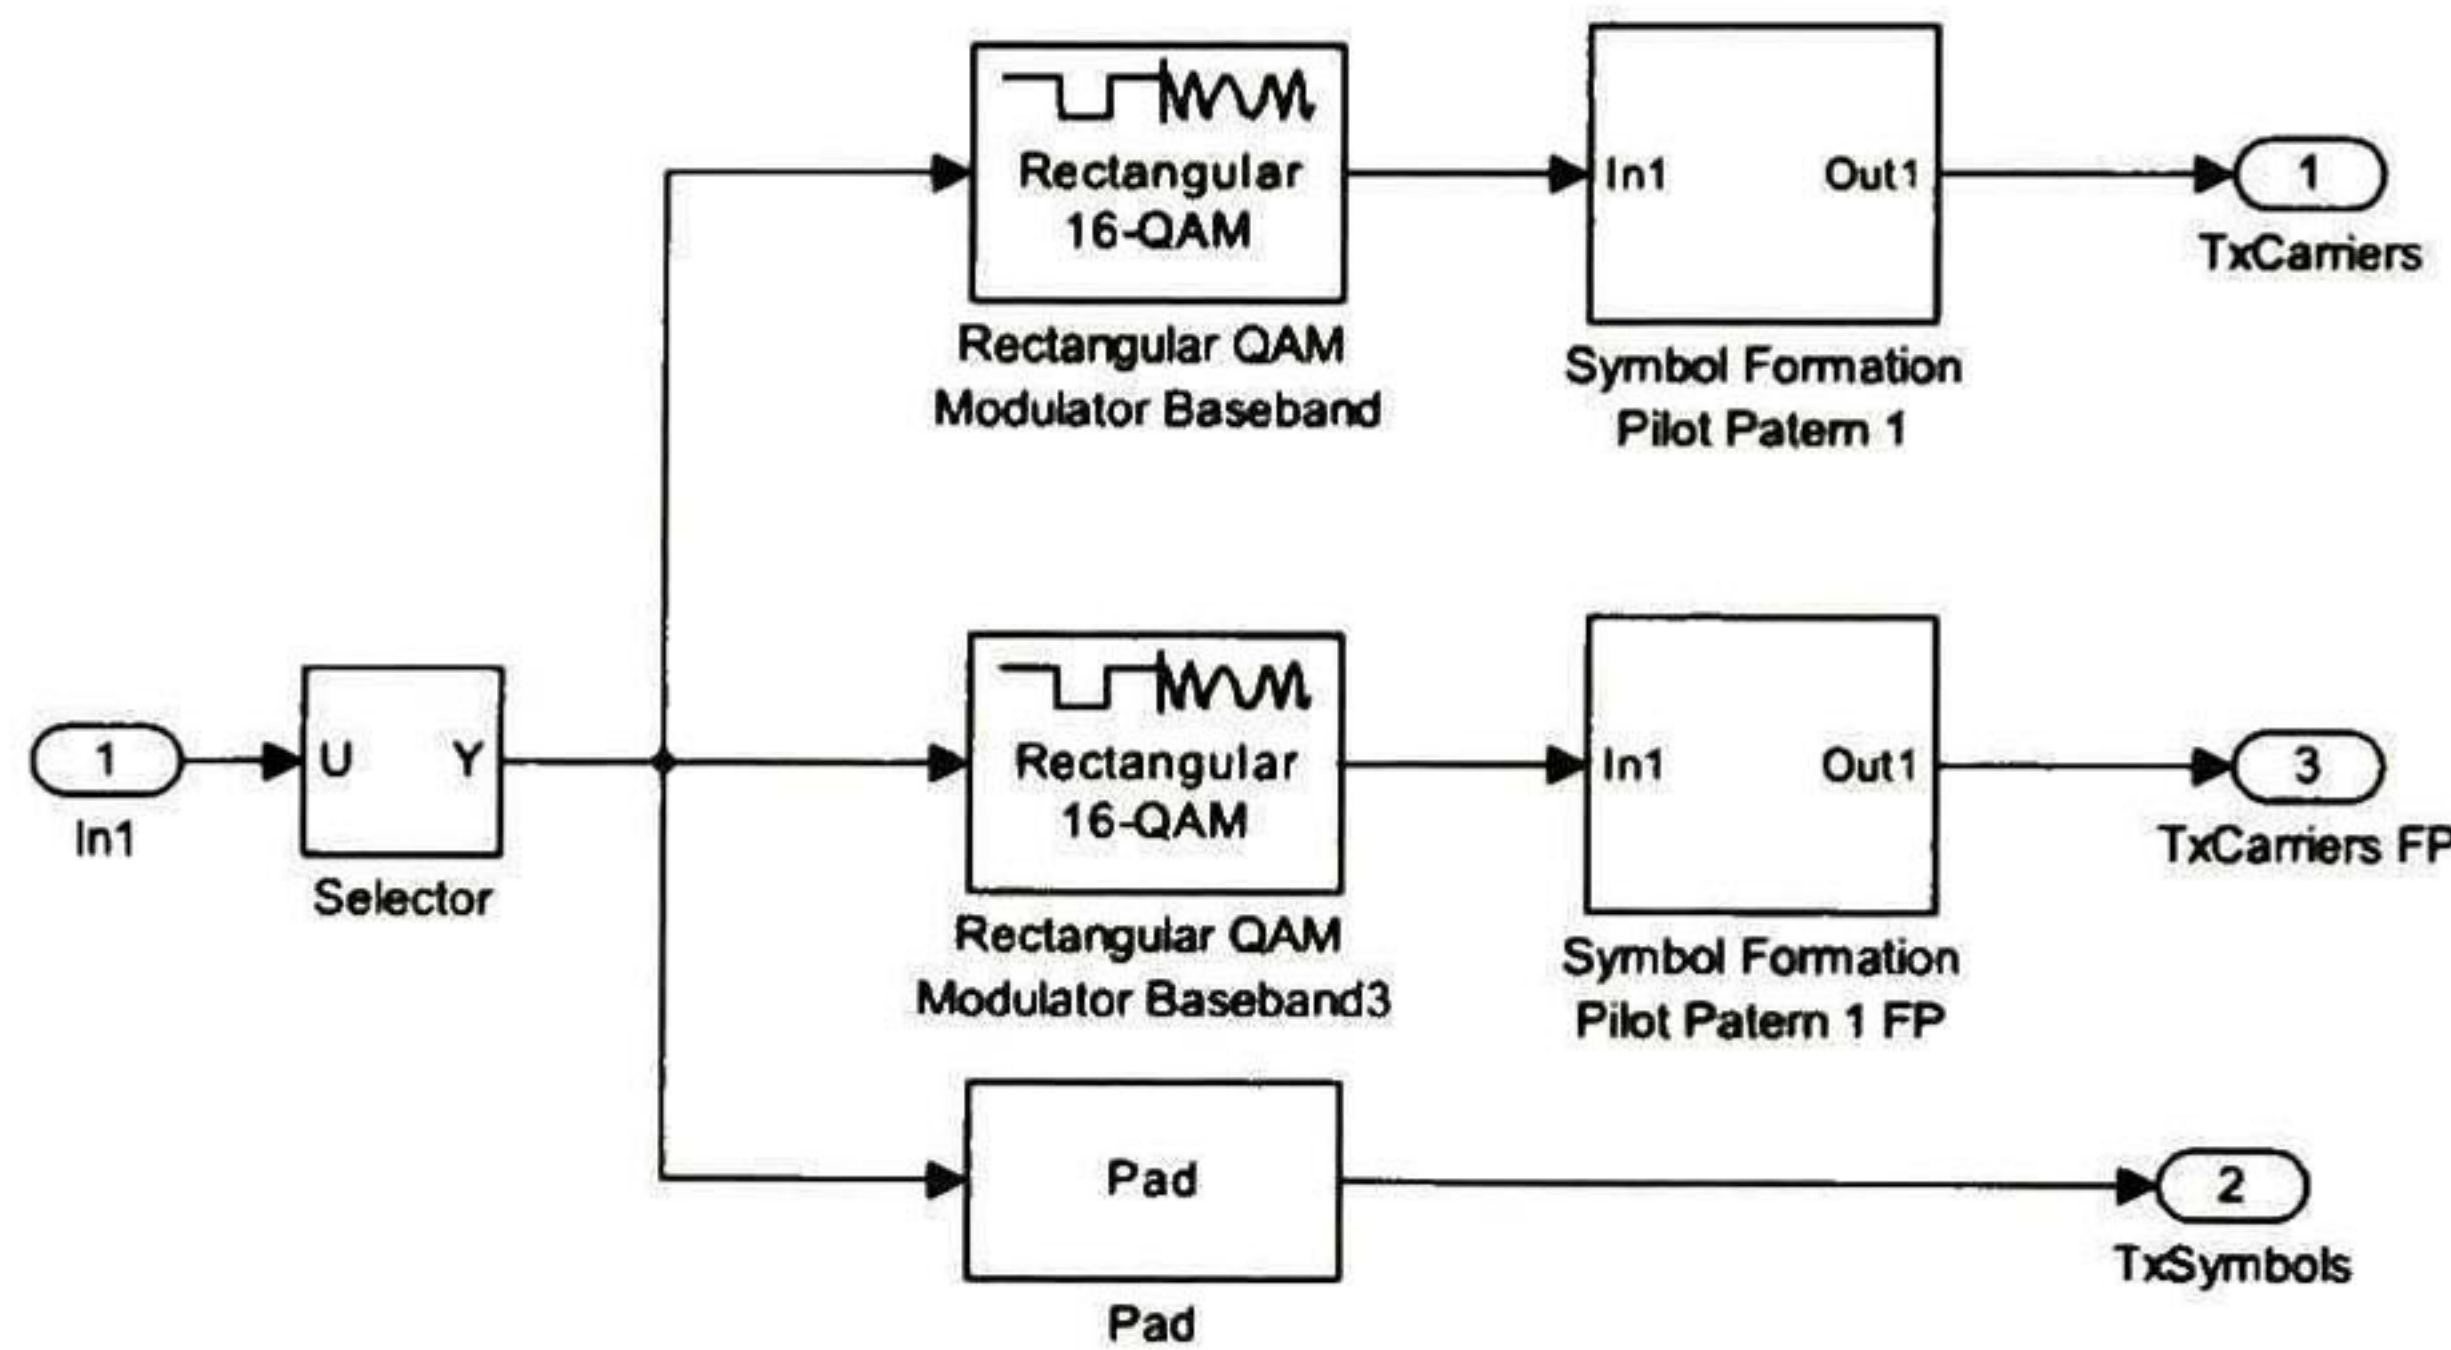 Rectangular
16-QAM
Rectangular QAM
Modulator Baseband
In1 Out1
Symbol Formation
Pilot Patern 1
1
TxCarriers
1
In1
U Y
Selector
Rectangular
16-QAM
Rectangular QAM
Modulator Baseband3
In1 Out1
Symbol Formation
Pilot Patern 1 FP
3
TxCarriers FP
Pad
Pad
2
TxSymbols